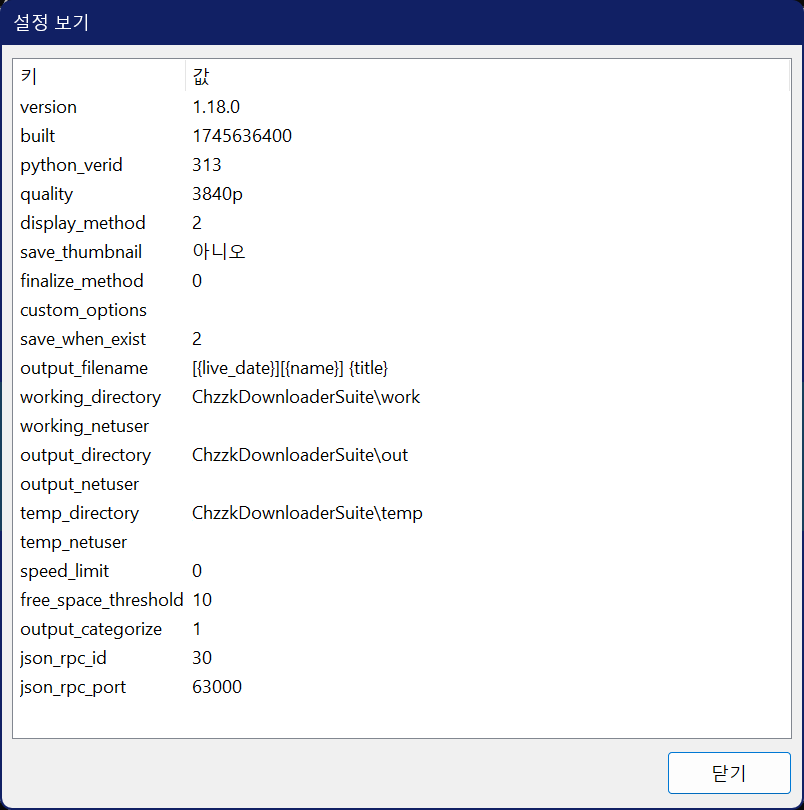 설정 보기
키 값
version 1.18.0
built 1745636400
python_verid 313
quality 3840p
display_method 2
save_thumbnail 아니오
finalize_method 0
custom_options
save_when_exist 2
output_filename [{live_date}][{name}] {title}
working_directory ChzzkDownloaderSuite\work
working_netuser
output_directory ChzzkDownloaderSuite\out
output_netuser
temp_directory ChzzkDownloaderSuite\temp
temp_netuser
speed_limit 0
free_space_threshold 10
output_categorize 1
json_rpc_id 30
json_rpc_port 63000
닫기